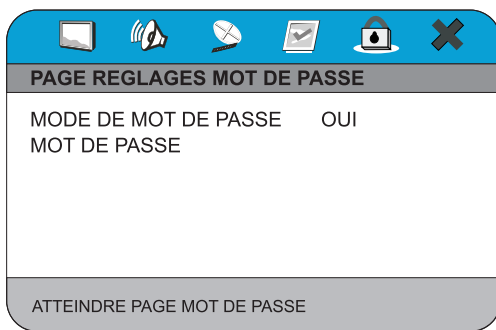 PAGE REGLAGES MOT DE PASSE
MODE DE MOT DE PASSE OUI
MOT DE PASSE
ATTEINDRE PAGE MOT DE PASSE